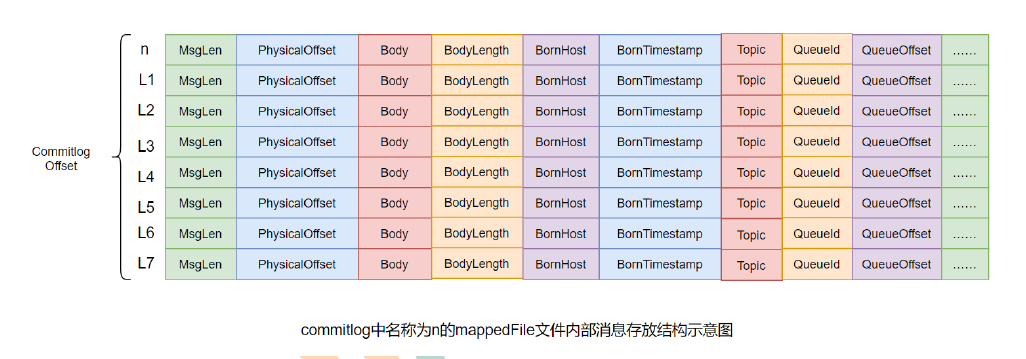 n MsgLen PhysicalOffset Body BodyLength BornHost BornTimestamp Topic QueueId QueueOffset ......
L1 MsgLen PhysicalOffset Body BodyLength BornHost BornTimestamp Topic QueueId QueueOffset ......
L2 MsgLen PhysicalOffset Body BodyLength BornHost BornTimestamp Topic QueueId QueueOffset ......
L3 MsgLen PhysicalOffset Body BodyLength BornHost BornTimestamp Topic QueueId QueueOffset ......
Commitlog
Offset
L4 MsgLen PhysicalOffset Body BodyLength BornHost BornTimestamp Topic QueueId QueueOffset ......
L5 MsgLen PhysicalOffset Body BodyLength BornHost BornTimestamp Topic QueueId QueueOffset ......
L6 MsgLen PhysicalOffset Body BodyLength BornHost BornTimestamp Topic QueueId QueueOffset ......
L7 MsgLen PhysicalOffset Body BodyLength BornHost BornTimestamp Topic QueueId QueueOffset ......
commitlog中名称为n的mappedFile文件内部消息存放结构示意图